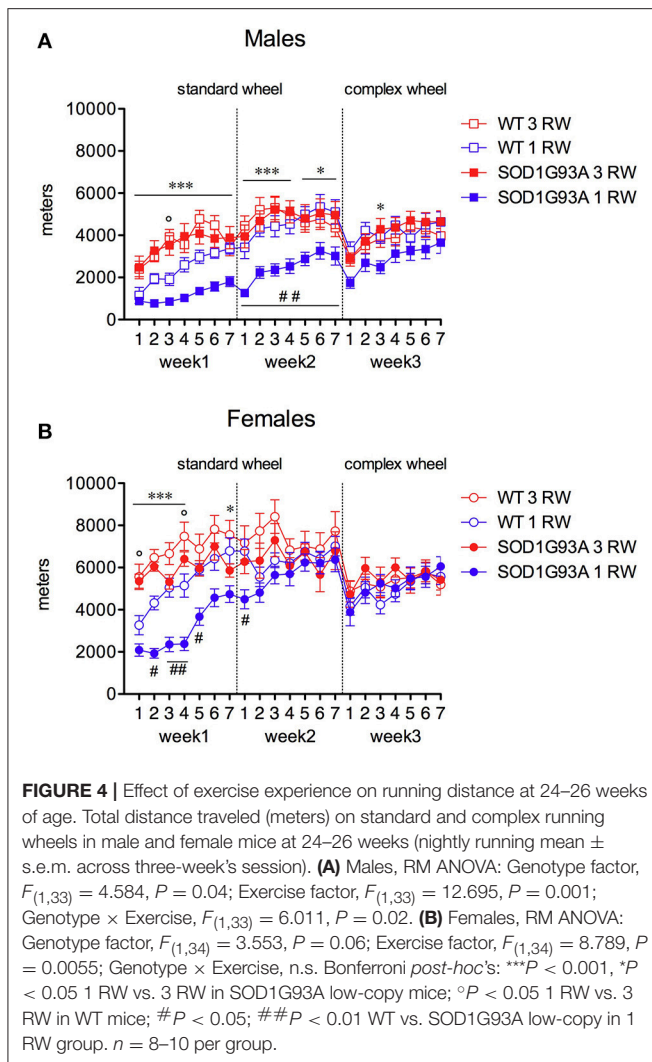 A Males
standard wheel complex wheel
10000
8000
6000
4000
2000
0
meters
*** *** * *
°
# #
WT 3 RW
WT 1 RW
SOD1G93A 3 RW
SOD1G93A 1 RW
1 2 3 4 5 6 7 1 2 3 4 5 6 7 1 2 3 4 5 6 7
week1 week2 week3
B Females
standard wheel complex wheel
10000
8000
6000
4000
2000
0
meters
*** *
° °
# ## # #
WT 3 RW
WT 1 RW
SOD1G93A 3 RW
SOD1G93A 1 RW
1 2 3 4 5 6 7 1 2 3 4 5 6 7 1 2 3 4 5 6 7
week1 week2 week3
FIGURE 4 | Effect of exercise experience on running distance at 24–26 weeks
of age. Total distance traveled (meters) on standard and complex running
wheels in male and female mice at 24–26 weeks (nightly running mean ±
s.e.m. across three-week's session). (A) Males, RM ANOVA: Genotype factor,
F(1,33) = 4.584, P = 0.04; Exercise factor, F(1,33) = 12.695, P = 0.001;
Genotype × Exercise, F(1,33) = 6.011, P = 0.02. (B) Females, RM ANOVA:
Genotype factor, F(1,34) = 3.553, P = 0.06; Exercise factor, F(1,34) = 8.789, P
= 0.0055; Genotype × Exercise, n.s. Bonferroni post-hoc's: ***P < 0.001, *P
< 0.05 1 RW vs. 3 RW in SOD1G93A low-copy mice; °P < 0.05 1 RW vs. 3
RW in WT mice; #P < 0.05; ##P < 0.01 WT vs. SOD1G93A low-copy in 1
RW group. n = 8–10 per group.